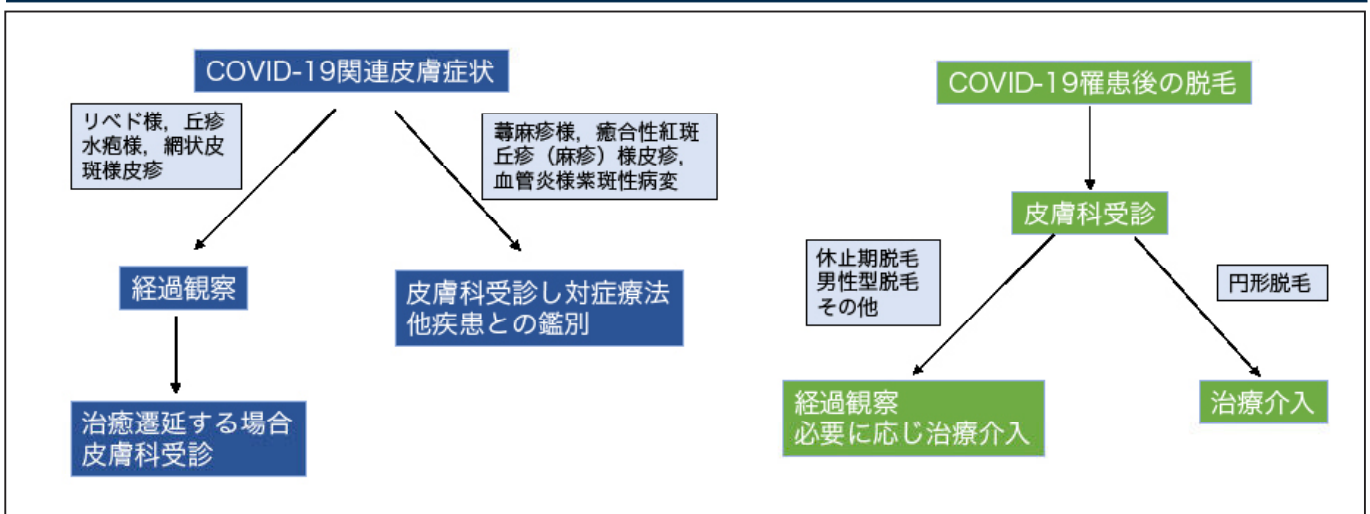 COVID-19関連皮膚症状
リベド様，丘疹
水疱様，網状皮
斑様皮疹
蕁麻疹様，癒合性紅斑
丘疹（麻疹）様皮疹，
血管炎様紫斑性病変
経過観察
皮膚科受診し対症療法
他疾患との鑑別
治癒遷延する場合
皮膚科受診
COVID-19罹患後の脱毛
皮膚科受診
休止期脱毛
男性型脱毛
その他
円形脱毛
経過観察
必要に応じ治療介入
治療介入